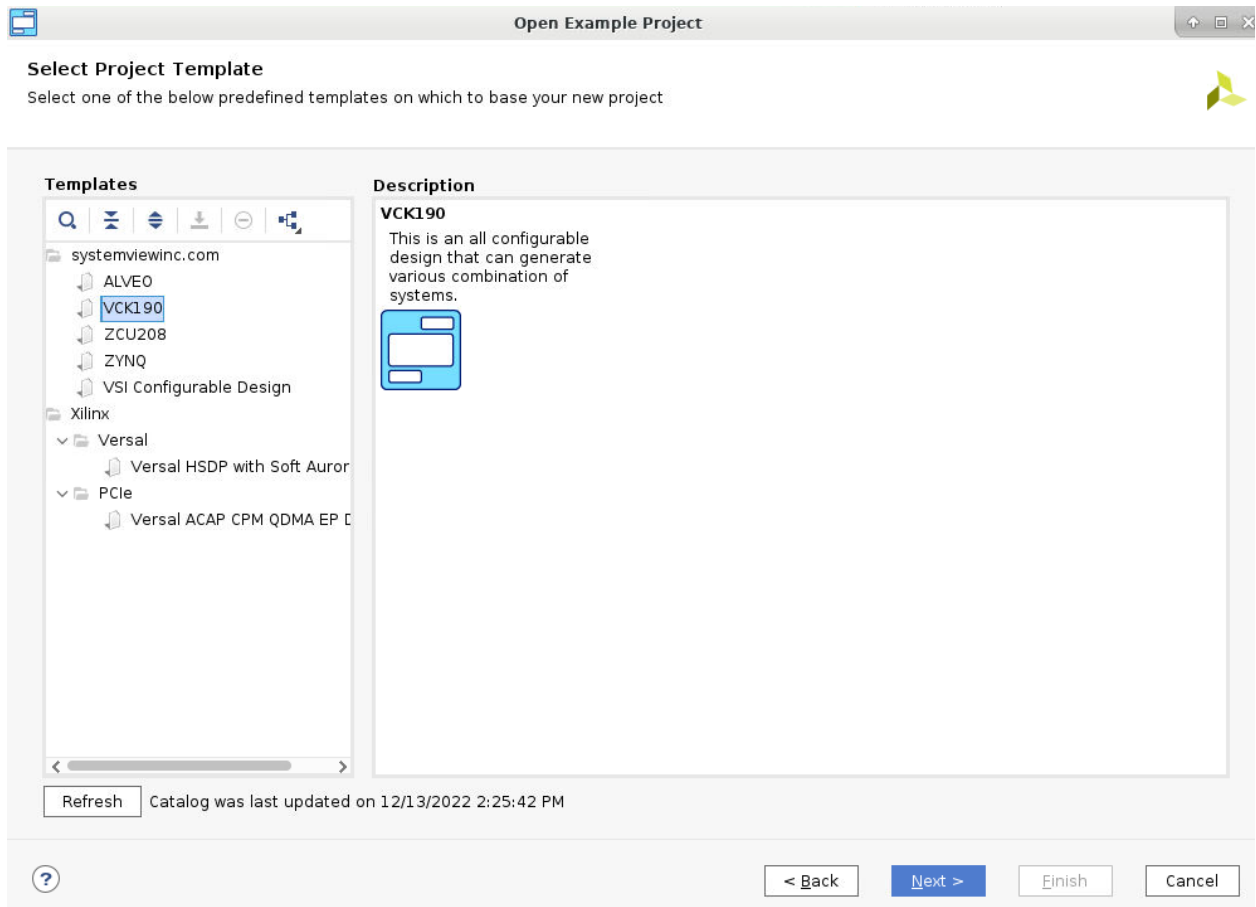 Open Example Project
Select Project Template
Select one of the below predefined templates on which to base your new project
Templates
systemviewinc.com
ALVEO
VCK190
ZCU208
ZYNQ
VSI Configurable Design
Xilinx
Versal
Versal HSDP with Soft Auror
PCIe
Versal ACAP CPM QDMA EP
Description
VCK190
This is an all configurable
design that can generate
various combination of
systems.
Refresh
Catalog was last updated on 12/13/2022 2:25:42 PM
?
< Back
Next >
Finish
Cancel